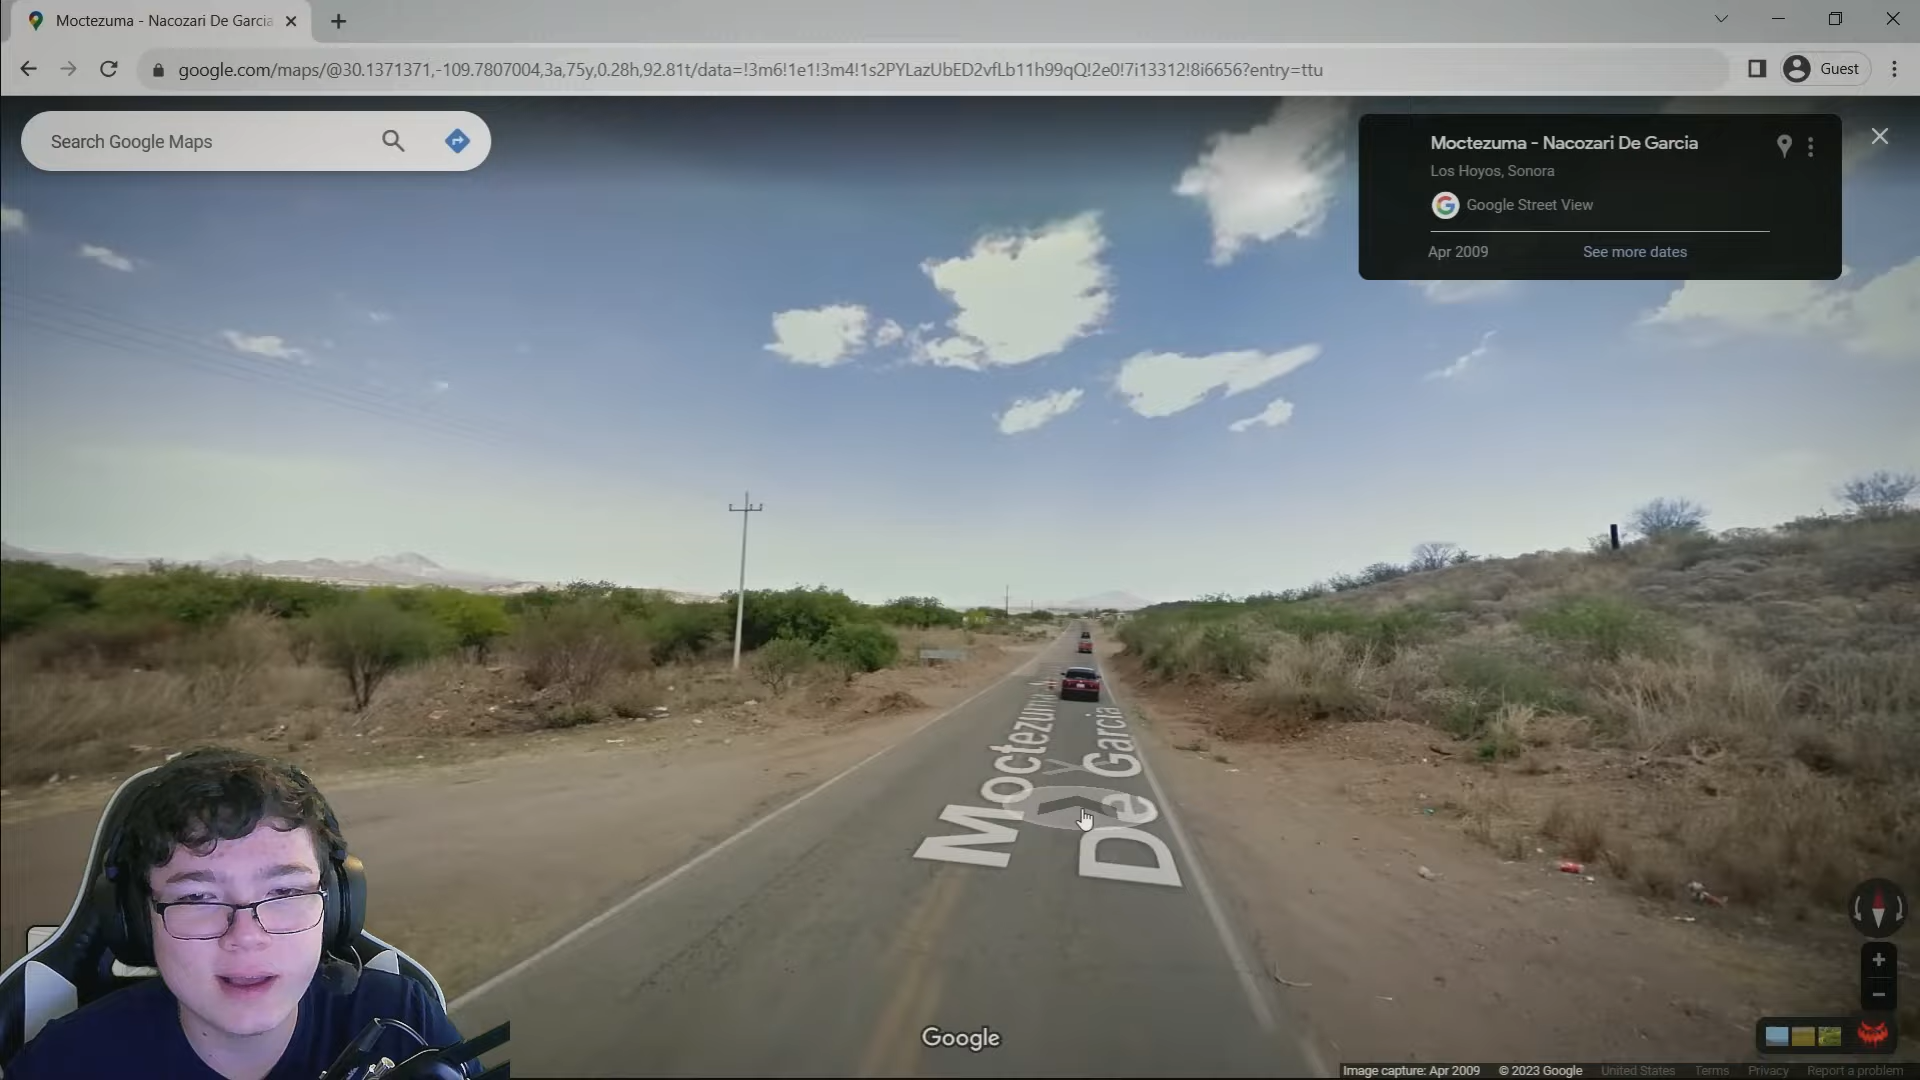 Moctezuma - Nacozari De Garcia
google.com/maps/@30.1371371,-109.7807004,3a,75y,0.28h,92.81t/data=!3m6!1e1!3m4!1s2PYLazUbED2vfLb11h99qQ!2e0!7i13312!8i6656?entry=ttu
Guest
Search Google Maps
Moctezuma - Nacozari De Garcia
Los Hoyos, Sonora
Google Street View
Apr 2009 See more dates
Moctezuma
De Garcia
Google
Image capture: Apr 2009 © 2023 Google United States Terms Privacy Report a problem